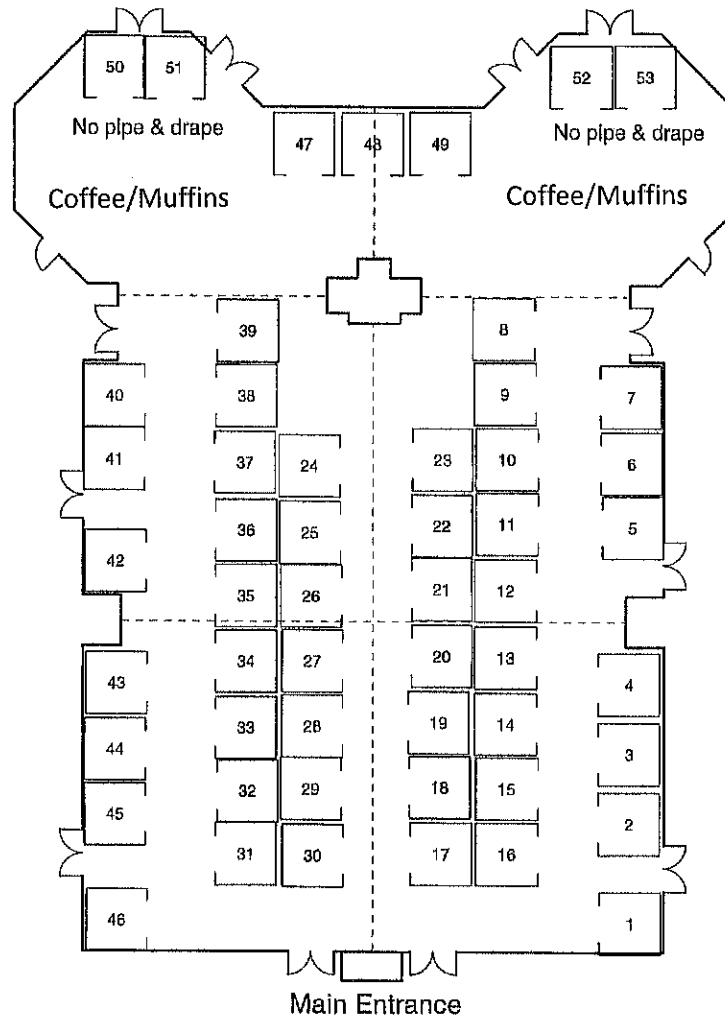 50 51 52 53
No pipe & drape No pipe & drape
47 48 49
Coffee/Muffins Coffee/Muffins
39 8
40 38 9 7
41 37 24 23 10 6
36 25 22 11 5
42 35 26 21 12
43 34 27 20 13 4
44 33 28 19 14 3
45 32 29 18 15 2
31 30 17 16
46 1
Main Entrance